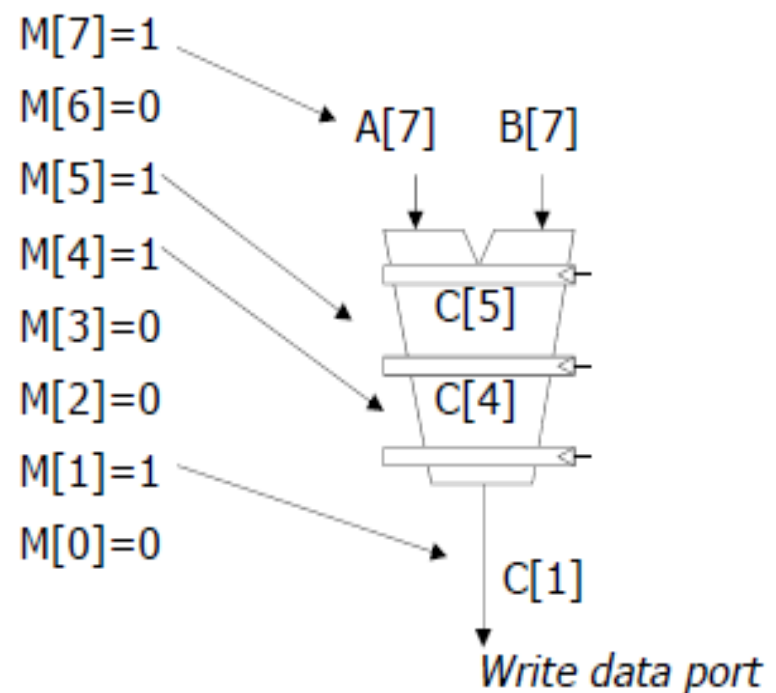 M[7]=1
M[6]=0
A[7] B[7]
M[5]=1
M[4]=1
C[5]
M[3]=0
M[2]=0
C[4]
M[1]=1
M[0]=0
C[1]
Write data port